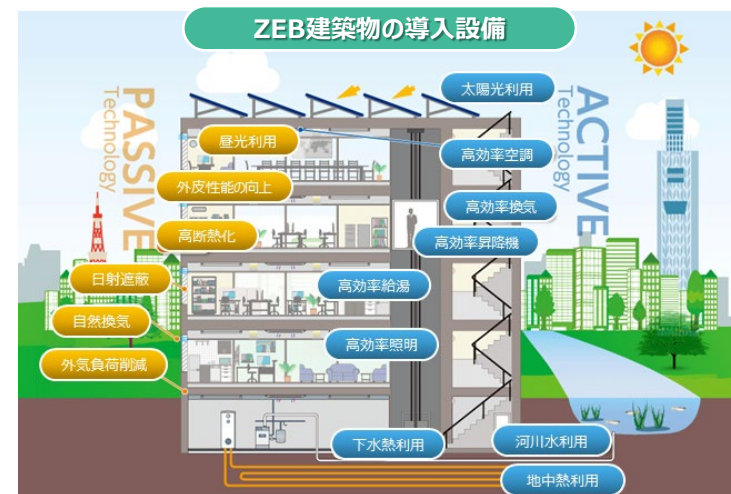 ZEB建築物の導入設備
PASSIVE
Technology
ACTIVE
Technology
太陽光利用
昼光利用
高効率空調
外皮性能の向上
高効率換気
高断熱化
高効率昇降機
日射遮蔽
高効率給湯
自然換気
高効率照明
外気負荷削減
下水熱利用
河川水利用
地中熱利用